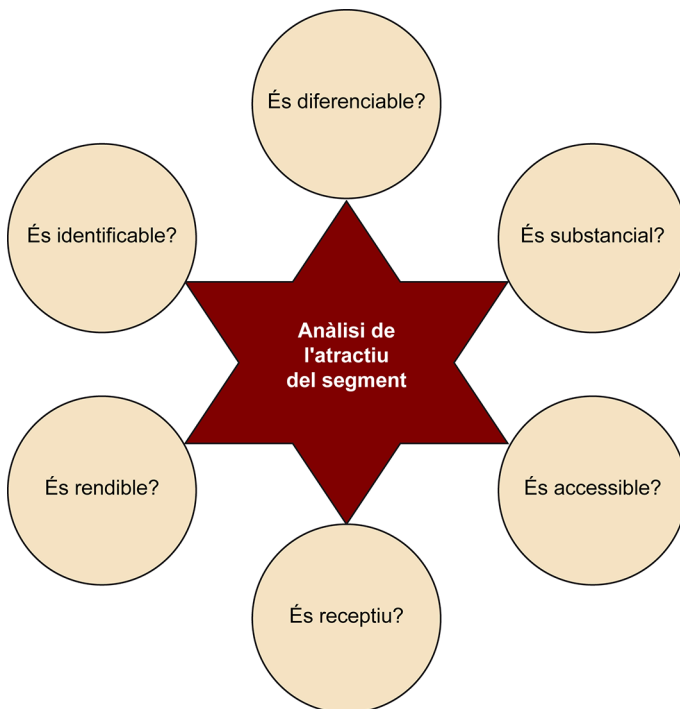 És diferenciable?
És identificable?
És substancial?
Anàlisi de
l'atractiu
del segment
És rendible?
És accessible?
És receptiu?